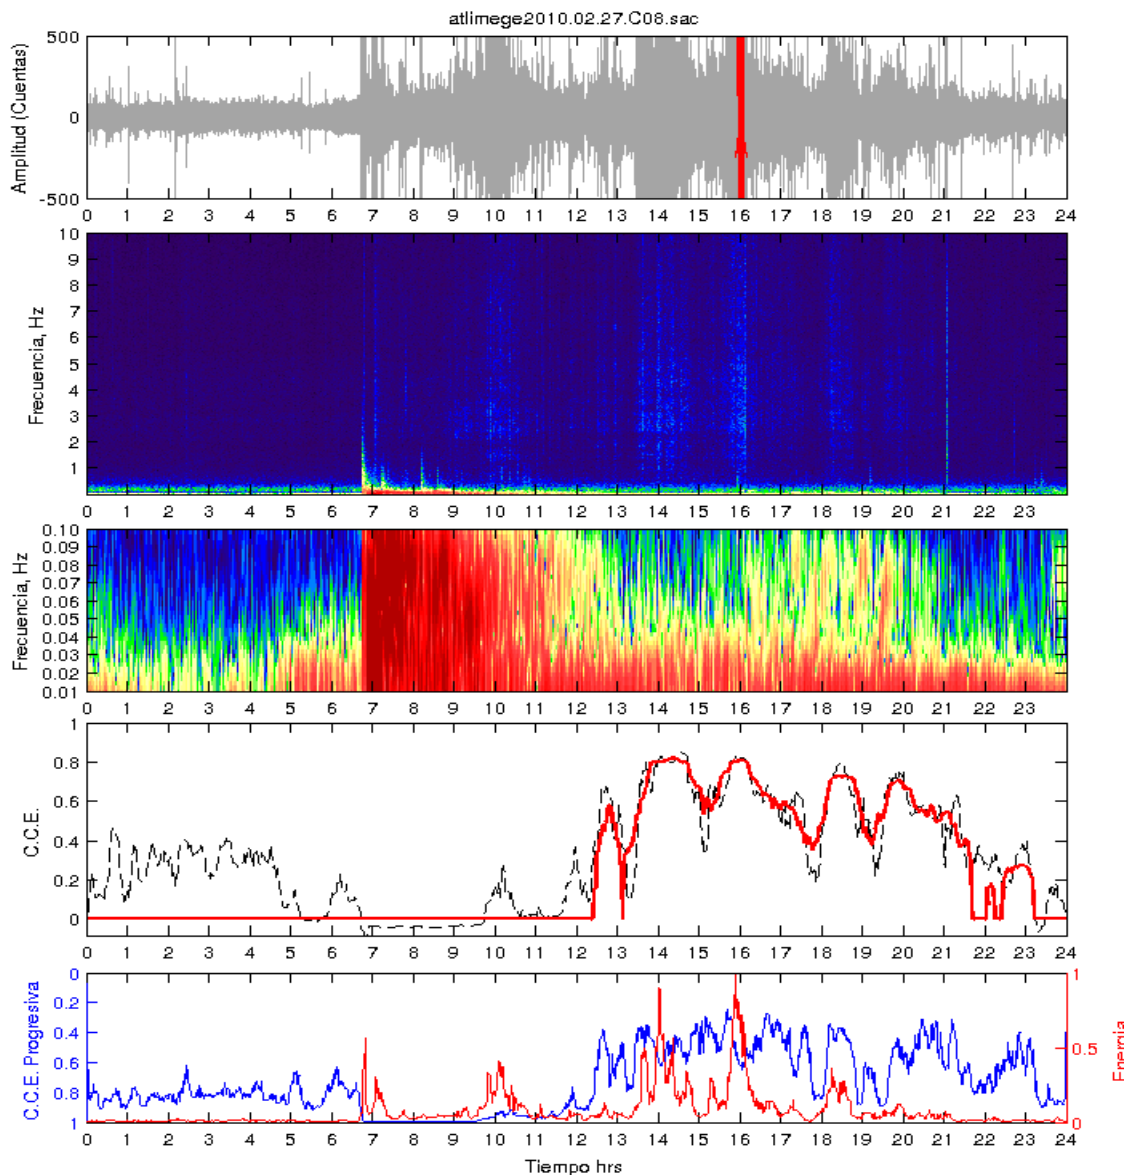 atlimege2010.02.27.C08.sac
Amplitud (Cuentas)
500
0
-500
0 1 2 3 4 5 6 7 8 9 10 11 12 13 14 15 16 17 18 19 20 21 22 23 24
Frecuencia, Hz
10
9
8
7
6
5
4
3
2
1
0 1 2 3 4 5 6 7 8 9 10 11 12 13 14 15 16 17 18 19 20 21 22 23
Frecuencia, Hz
0.10
0.09
0.08
0.07
0.06
0.05
0.04
0.03
0.02
0.01
0 1 2 3 4 5 6 7 8 9 10 11 12 13 14 15 16 17 18 19 20 21 22 23
C.C.E.
1
0.8
0.6
0.4
0.2
0
0 1 2 3 4 5 6 7 8 9 10 11 12 13 14 15 16 17 18 19 20 21 22 23 24
C.C.E. Progresiva
0
0.2
0.4
0.6
0.8
1
1
0.5
0
Energia
0 1 2 3 4 5 6 7 8 9 10 11 12 13 14 15 16 17 18 19 20 21 22 23 24
Tiempo hrs